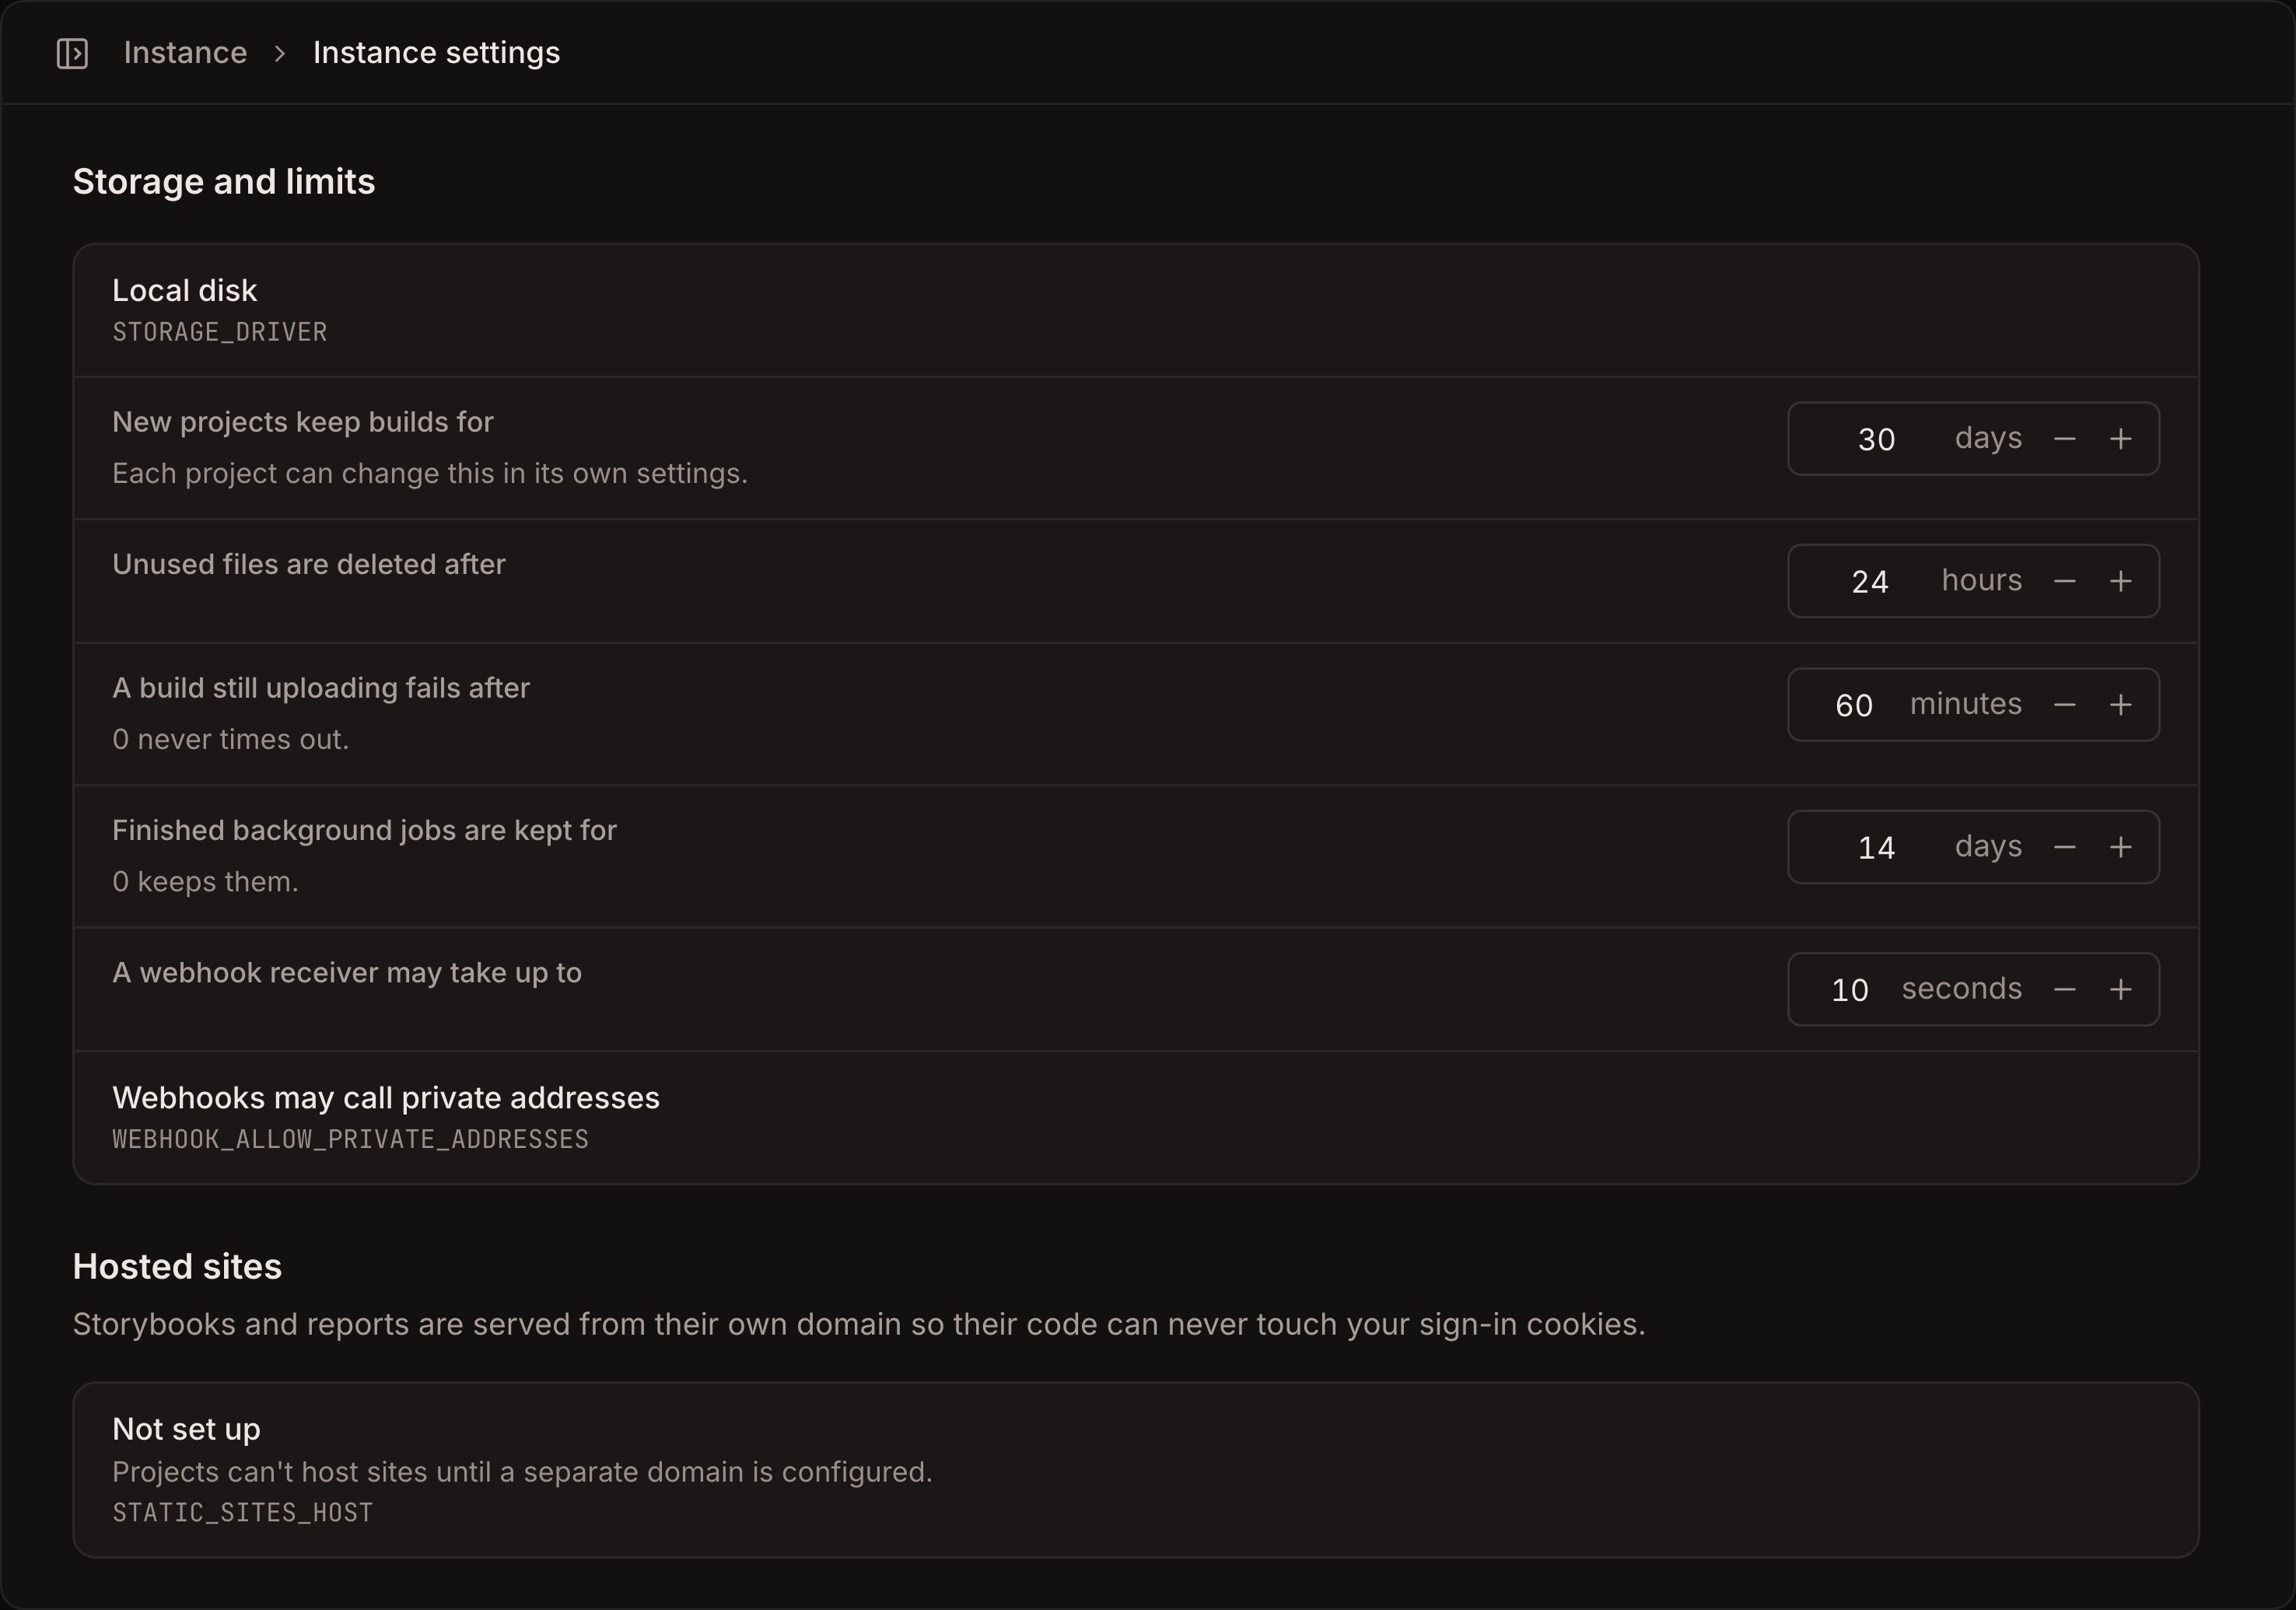 Instance > Instance settings
Storage and limits
Local disk
STORAGE_DRIVER
New projects keep builds for
30 days − +
Each project can change this in its own settings.
Unused files are deleted after
24 hours − +
A build still uploading fails after
60 minutes − +
0 never times out.
Finished background jobs are kept for
14 days − +
0 keeps them.
A webhook receiver may take up to
10 seconds − +
Webhooks may call private addresses
WEBHOOK_ALLOW_PRIVATE_ADDRESSES
Hosted sites
Storybooks and reports are served from their own domain so their code can never touch your sign-in cookies.
Not set up
Projects can't host sites until a separate domain is configured.
STATIC_SITES_HOST